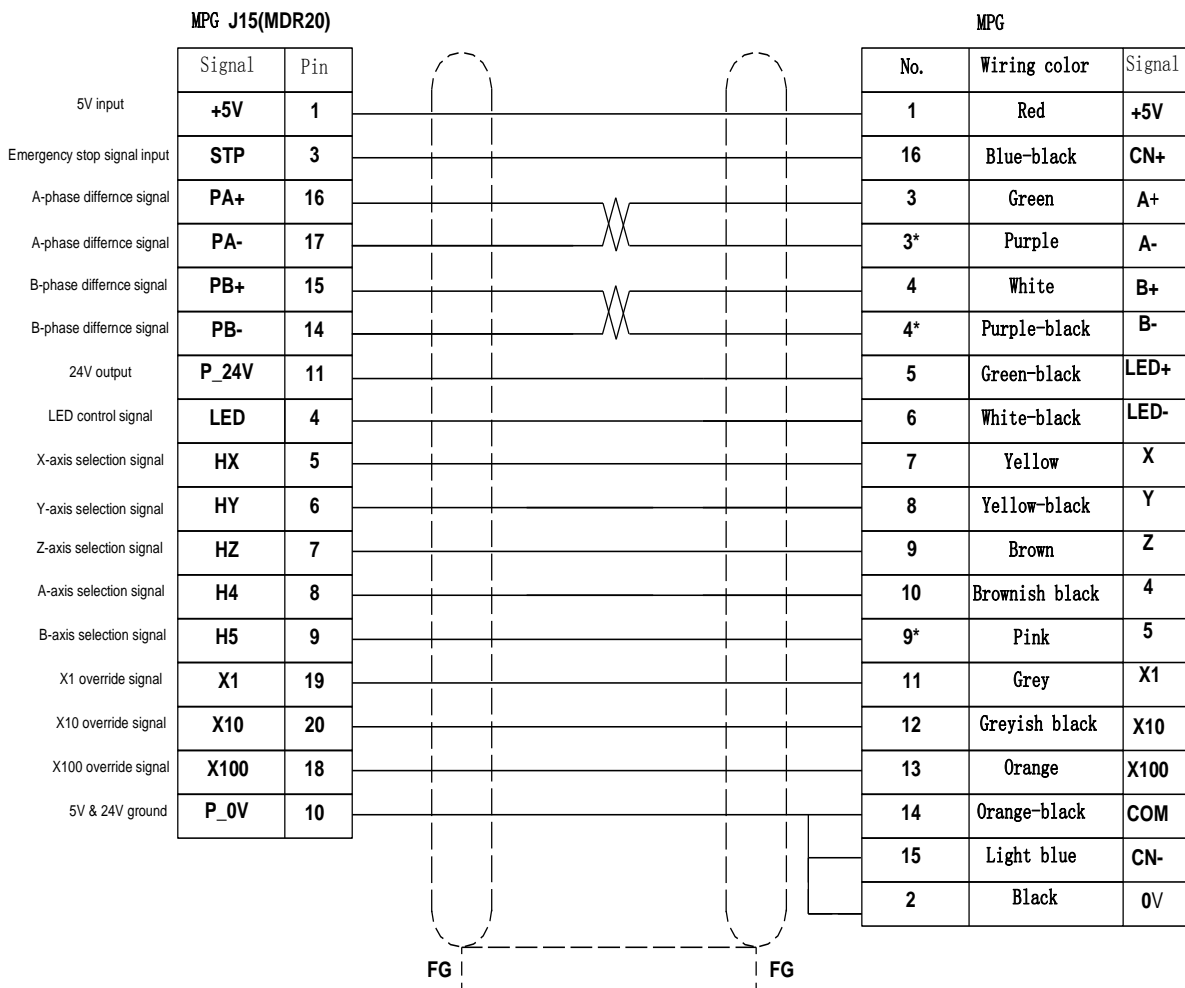 MPG J15(MDR20) MPG
Signal Pin No. Wiring color Signal
5V input +5V 1 1 Red +5V
Emergency stop signal input STP 3 16 Blue-black CN+
A-phase differnce signal PA+ 16 3 Green A+
A-phase differnce signal PA- 17 3* Purple A-
B-phase differnce signal PB+ 15 4 White B+
B-phase differnce signal PB- 14 4* Purple-black B-
24V output P_24V 11 5 Green-black LED+
LED control signal LED 4 6 White-black LED-
X-axis selection signal HX 5 7 Yellow X
Y-axis selection signal HY 6 8 Yellow-black Y
Z-axis selection signal HZ 7 9 Brown Z
A-axis selection signal H4 8 10 Brownish black 4
B-axis selection signal H5 9 9* Pink 5
X1 override signal X1 19 11 Grey X1
X10 override signal X10 20 12 Greyish black X10
X100 override signal X100 18 13 Orange X100
5V & 24V ground P_0V 10 14 Orange-black COM
15 Light blue CN-
2 Black 0V
FG FG